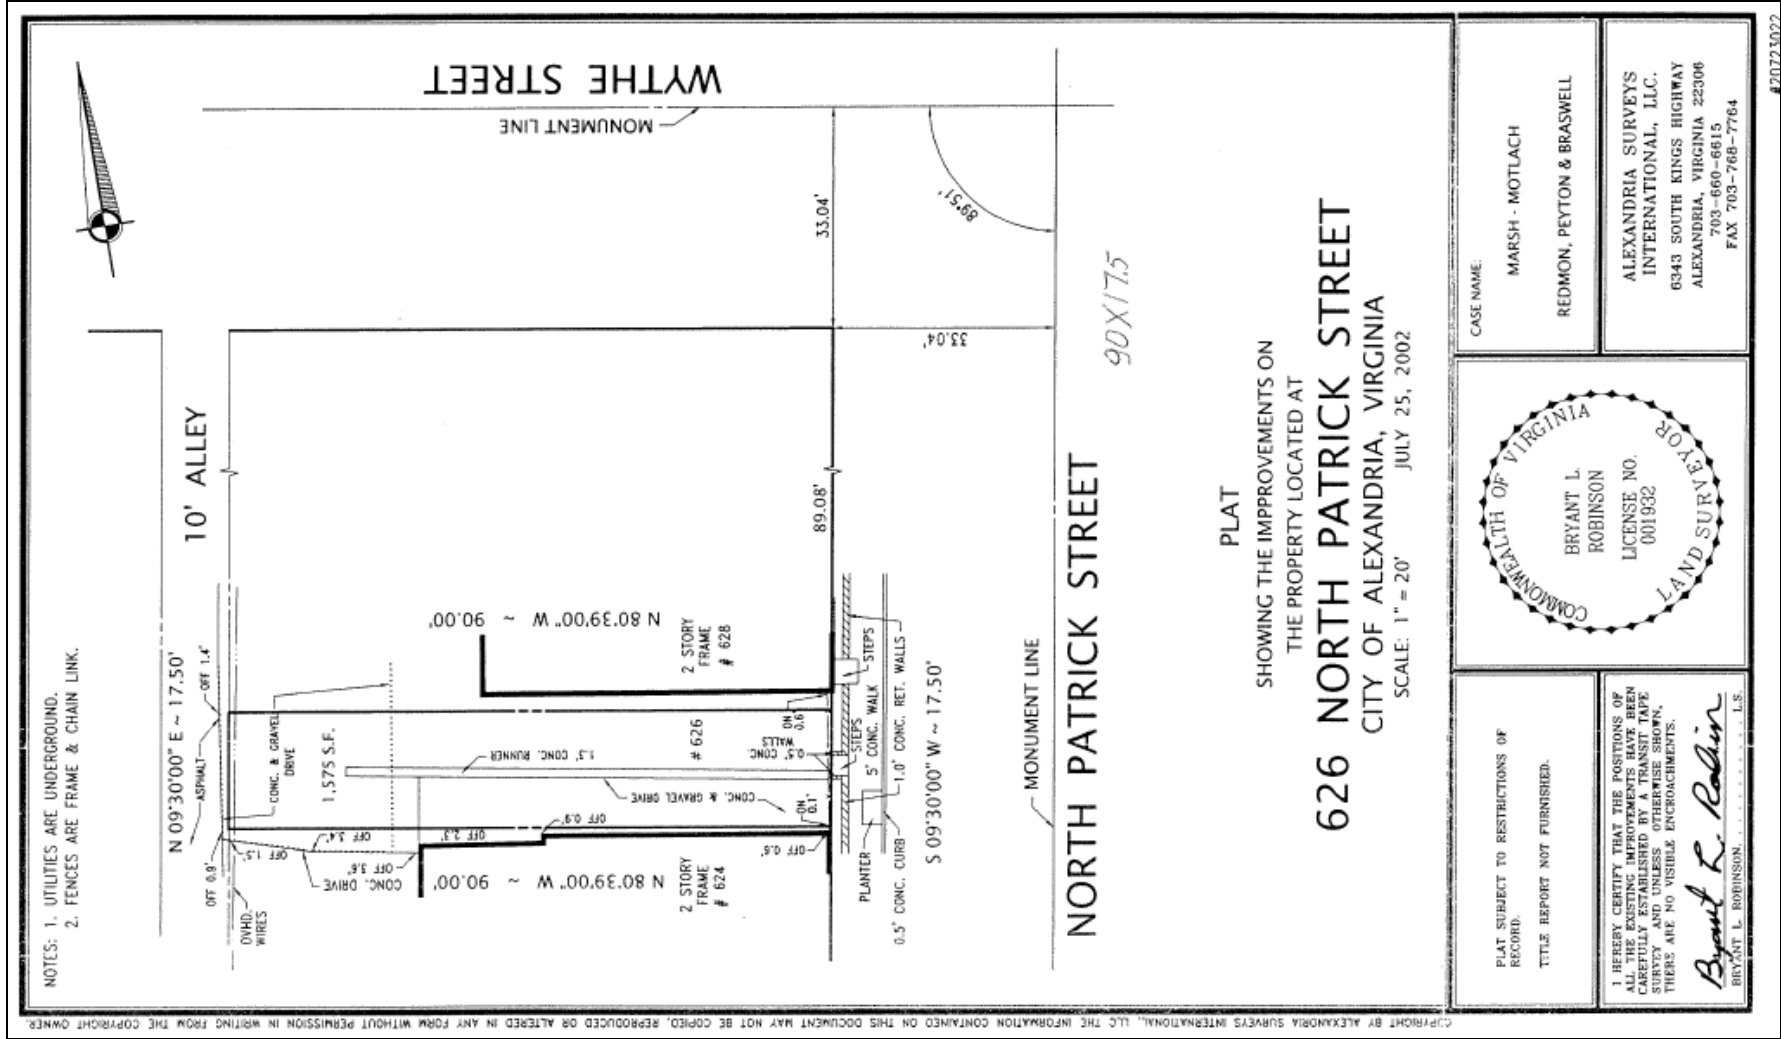 NOTES: 1. UTILITIES ARE UNDERGROUND.
2. FENCES ARE FRAME & CHAIN LINK.
WYTHE STREET
MONUMENT LINE
10' ALLEY
33.04'
89°51'
33.04'
89.08'
90X17.5
N 09°30'00" E ~ 17.50'
ASPHALT
OFF 1.4'
OFF 0.9'
OVHD.
WIRES
OFF 1.5'
OFF 3.4'
OFF 3.6'
CONC. DRIVE
CONC. & GRAVEL
DRIVE
1,575 S.F.
N 80°39'00" W ~ 90.00'
2 STORY
FRAME
# 628
OFF 2.3'
OFF 0.9'
OFF 0.6'
1.3' CONC. RUNNER
CONC. & GRAVEL DRIVE
# 626
0.5' CONC.
WALLS
ON
0.6'
ON
0.1'
N 80°39'00" W ~ 90.00'
2 STORY
FRAME
# 624
STEPS
STEPS
PLANTER
5' CONC. WALK
0.5' CONC. CURB
1.0' CONC. RET. WALLS
S 09°30'00" W ~ 17.50'
MONUMENT LINE
NORTH PATRICK STREET
PLAT
SHOWING THE IMPPROVEMENTS ON
THE PROPERTY LOCATED AT
626 NORTH PATRICK STREET
CITY OF ALEXANDRIA, VIRGINIA
SCALE: 1" = 20' JULY 25, 2002
PLAT SUBJECT TO RESTRICTIONS OF
RECORD.
TITLE REPORT NOT FURNISHED.
I HEREBY CERTIFY THAT THE POSITIONS OF
ALL THE EXISTING IMPROVEMENTS HAVE BEEN
CAREFULLY ESTABLISHED BY A TRANSIT TAPE
SURVEY AND UNLESS OTHERWISE SHOWN,
THERE ARE NO VISIBLE ENCROACHMENTS.
Bryant L. Robinson
BRYANT L. ROBINSON, . . . . . . . . . . L.S.
COMMONWEALTH OF VIRGINIA
BRYANT L.
ROBINSON
LICENSE NO.
001932
LAND SURVEYOR
CASE NAME:
MARSH - MOTLACH
REDMON, PEYTON & BRASWELL
ALEXANDRIA SURVEYS
INTERNATIONAL, LLC.
6343 SOUTH KINGS HIGHWAY
ALEXANDRIA, VIRGINIA 22306
703-660-6615
FAX 703-768-7764
#20723022
COPYRIGHT BY ALEXANDRIA SURVEYS INTERNATIONAL, LLC THE INFORMATION CONTAINED ON THIS DOCUMENT MAY NOT BE COPIED, REPRODUCED OR ALTERED IN ANY FORM WITHOUT PERMISSION IN WRITING FROM THE COPYRIGHT OWNER.